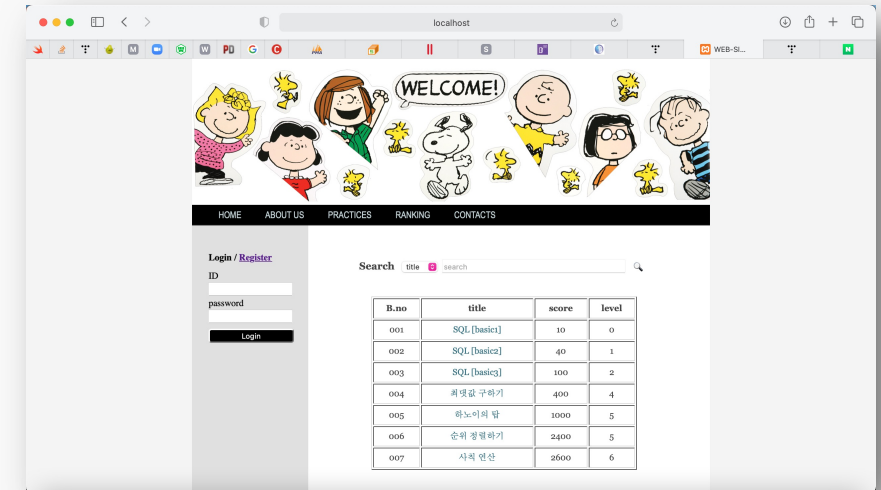 localhost
M
W
PD
G
S
WEB-SI...
N
WELCOME!
HOME ABOUT US PRACTICES RANKING CONTACTS
Login / Register
ID
password
Login
Search title search
B.no title score level
001 SQL [basic1] 10 0
002 SQL [basic2] 40 1
003 SQL [basic3] 100 2
004 최댓값 구하기 400 4
005 하노이의 탑 1000 5
006 순위 정렬하기 2400 5
007 사칙 연산 2600 6